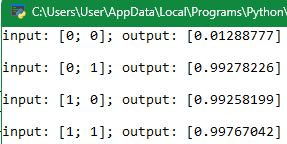 C:\Users\User\AppData\Local\Programs\Python\
input: [0; 0]; output: [0.01288777]
input: [0; 1]; output: [0.99278226]
input: [1; 0]; output: [0.99258199]
input: [1; 1]; output: [0.99767042]